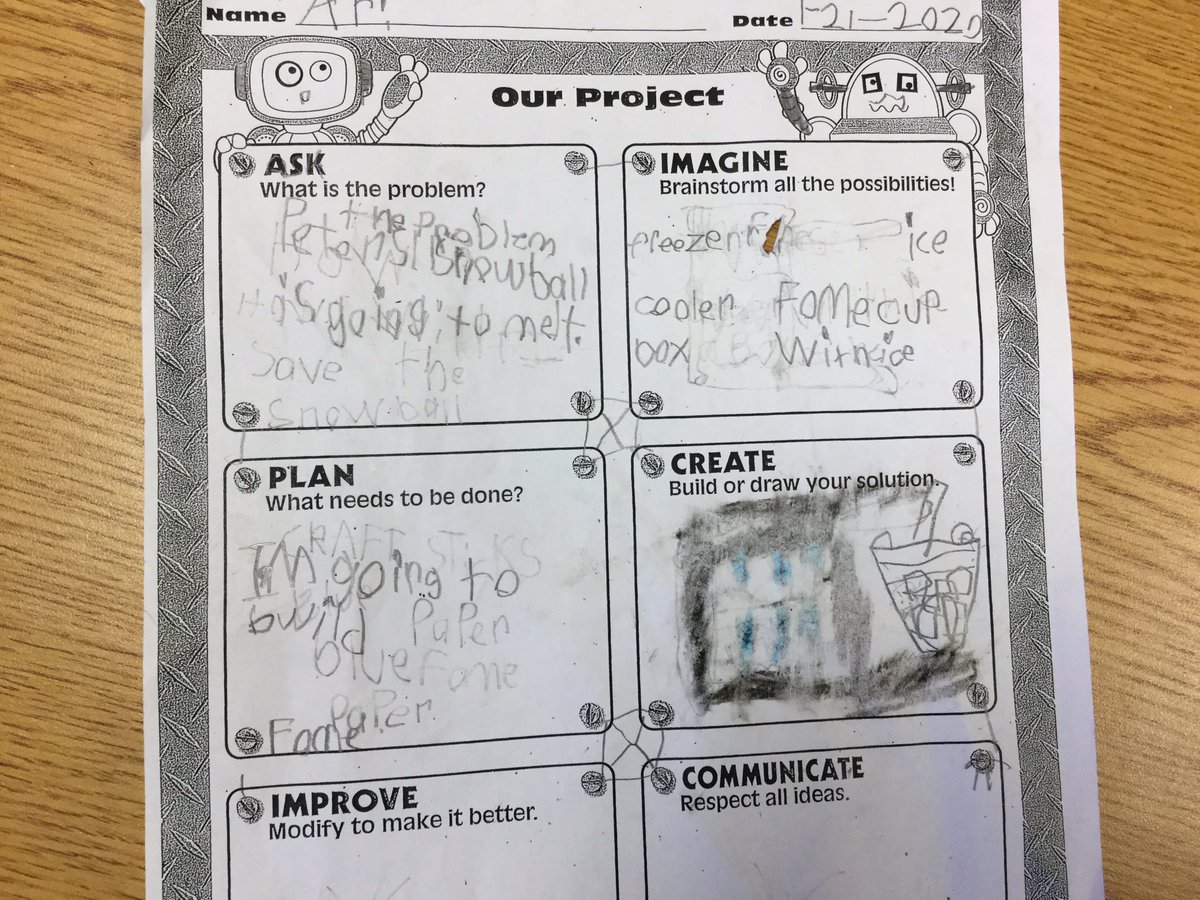 Name Ari
Date 1-21-2020
Our Project
ASK
What is the problem?
the Problem
Peter's Snowball
is going to melt.
Save the
snowball
IMAGINE
Brainstorm all the possibilities!
freezer ice
cooler Fome cup
box
PLAN
What needs to be done?
CRAFT STiCKS
I'M going to
build PaPer
blue Fome
PaPer
Fome
CREATE
Build or draw your solution.
IMPROVE
Modify to make it better.
COMMUNICATE
Respect all ideas.